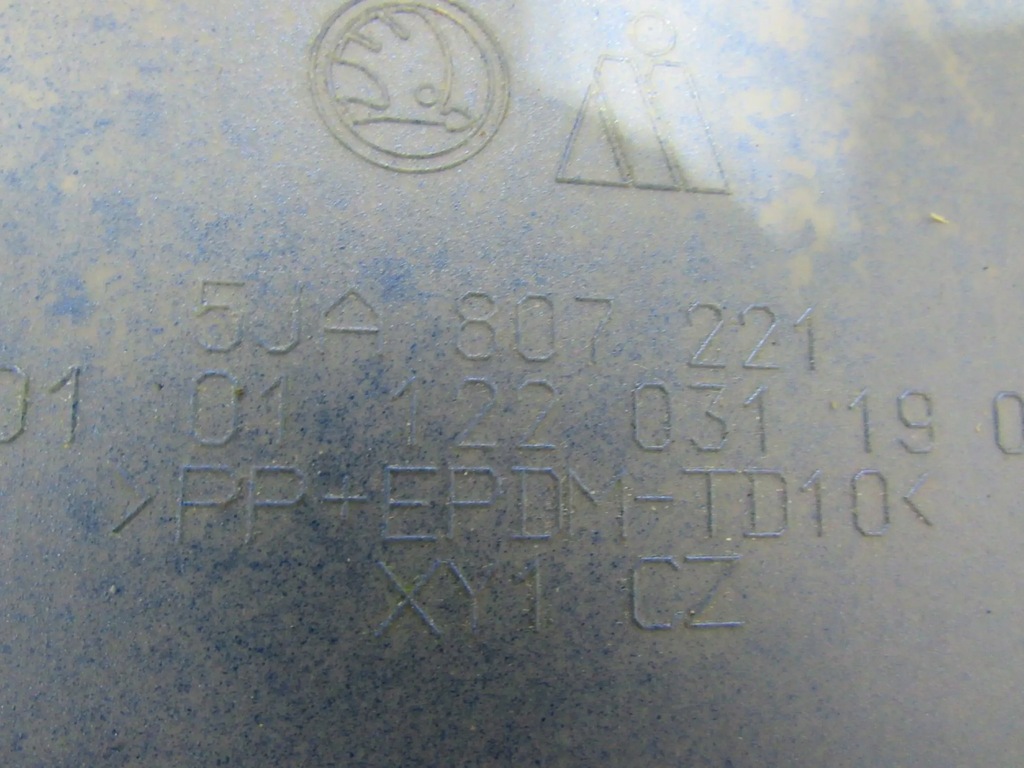 5J△ 807 221
01 01 122 031 19 0
>PP+EPDM-TD10<
XY1 CZ